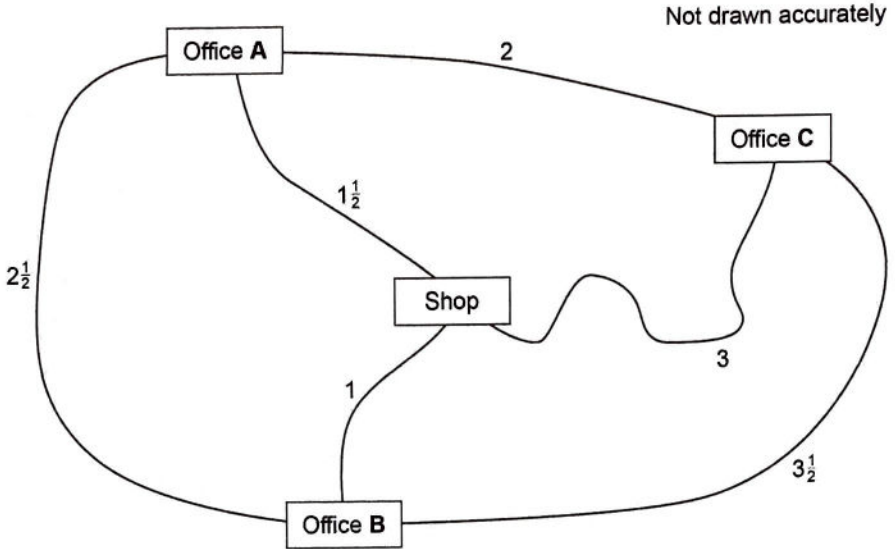 Not drawn accurately
Office A
2
Office C
1½
2½
Shop
3
1
3½
Office B